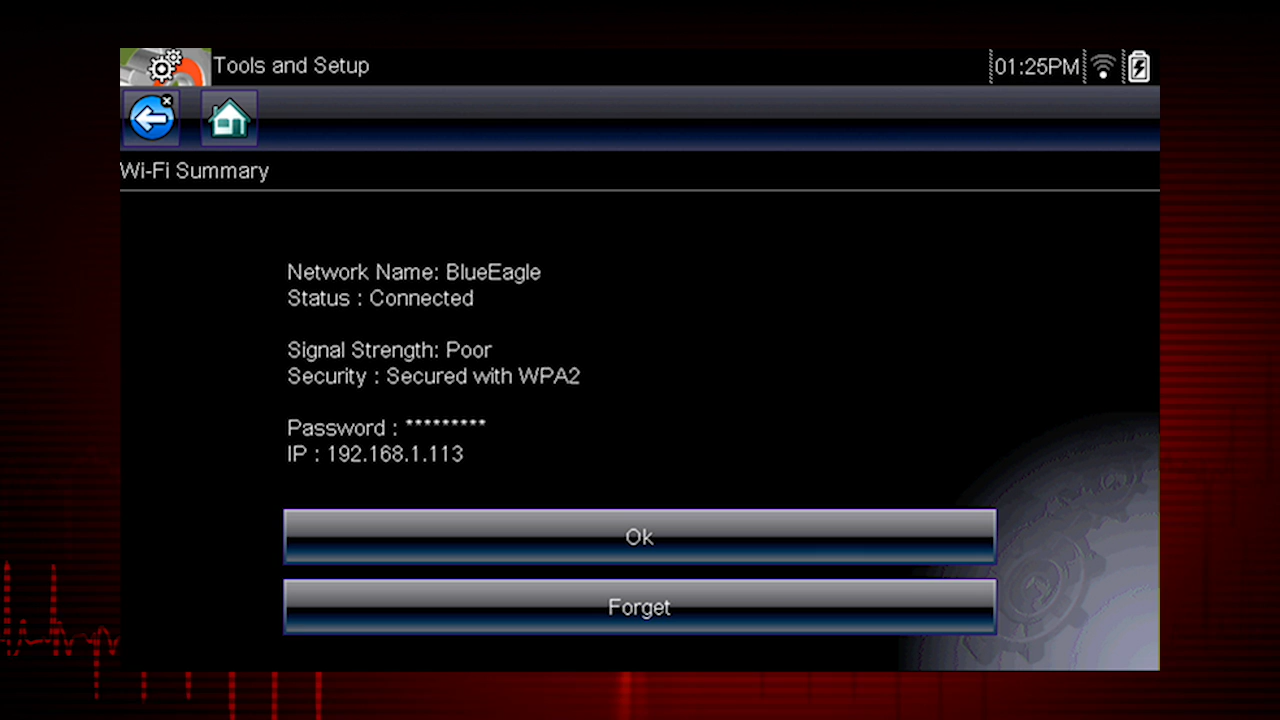 Tools and Setup
01:25PM
Wi-Fi Summary
Network Name: BlueEagle
Status : Connected
Signal Strength: Poor
Security : Secured with WPA2
Password : *********
IP : 192.168.1.113
Ok
Forget